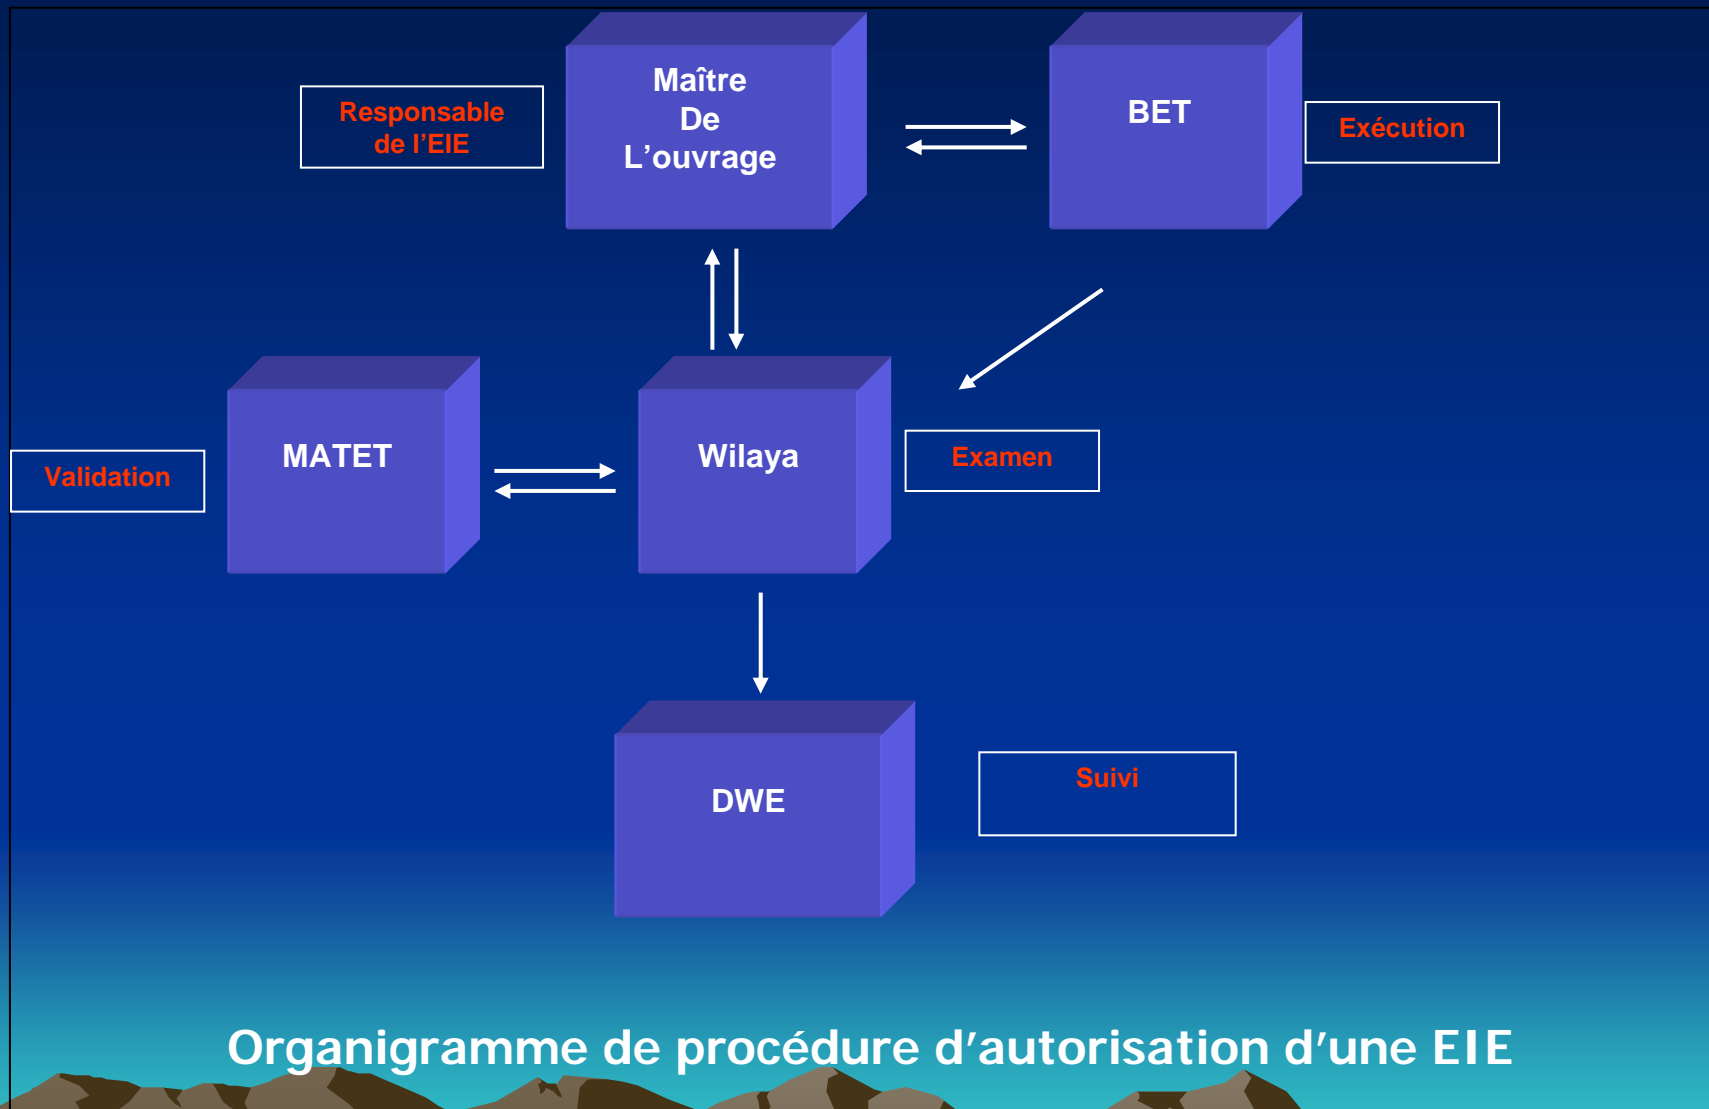 Responsable
de l’EIE
Maître
De
L’ouvrage
BET
Exécution
Validation
MATET
Wilaya
Examen
DWE
Suivi
Organigramme de procédure d’autorisation d’une EIE